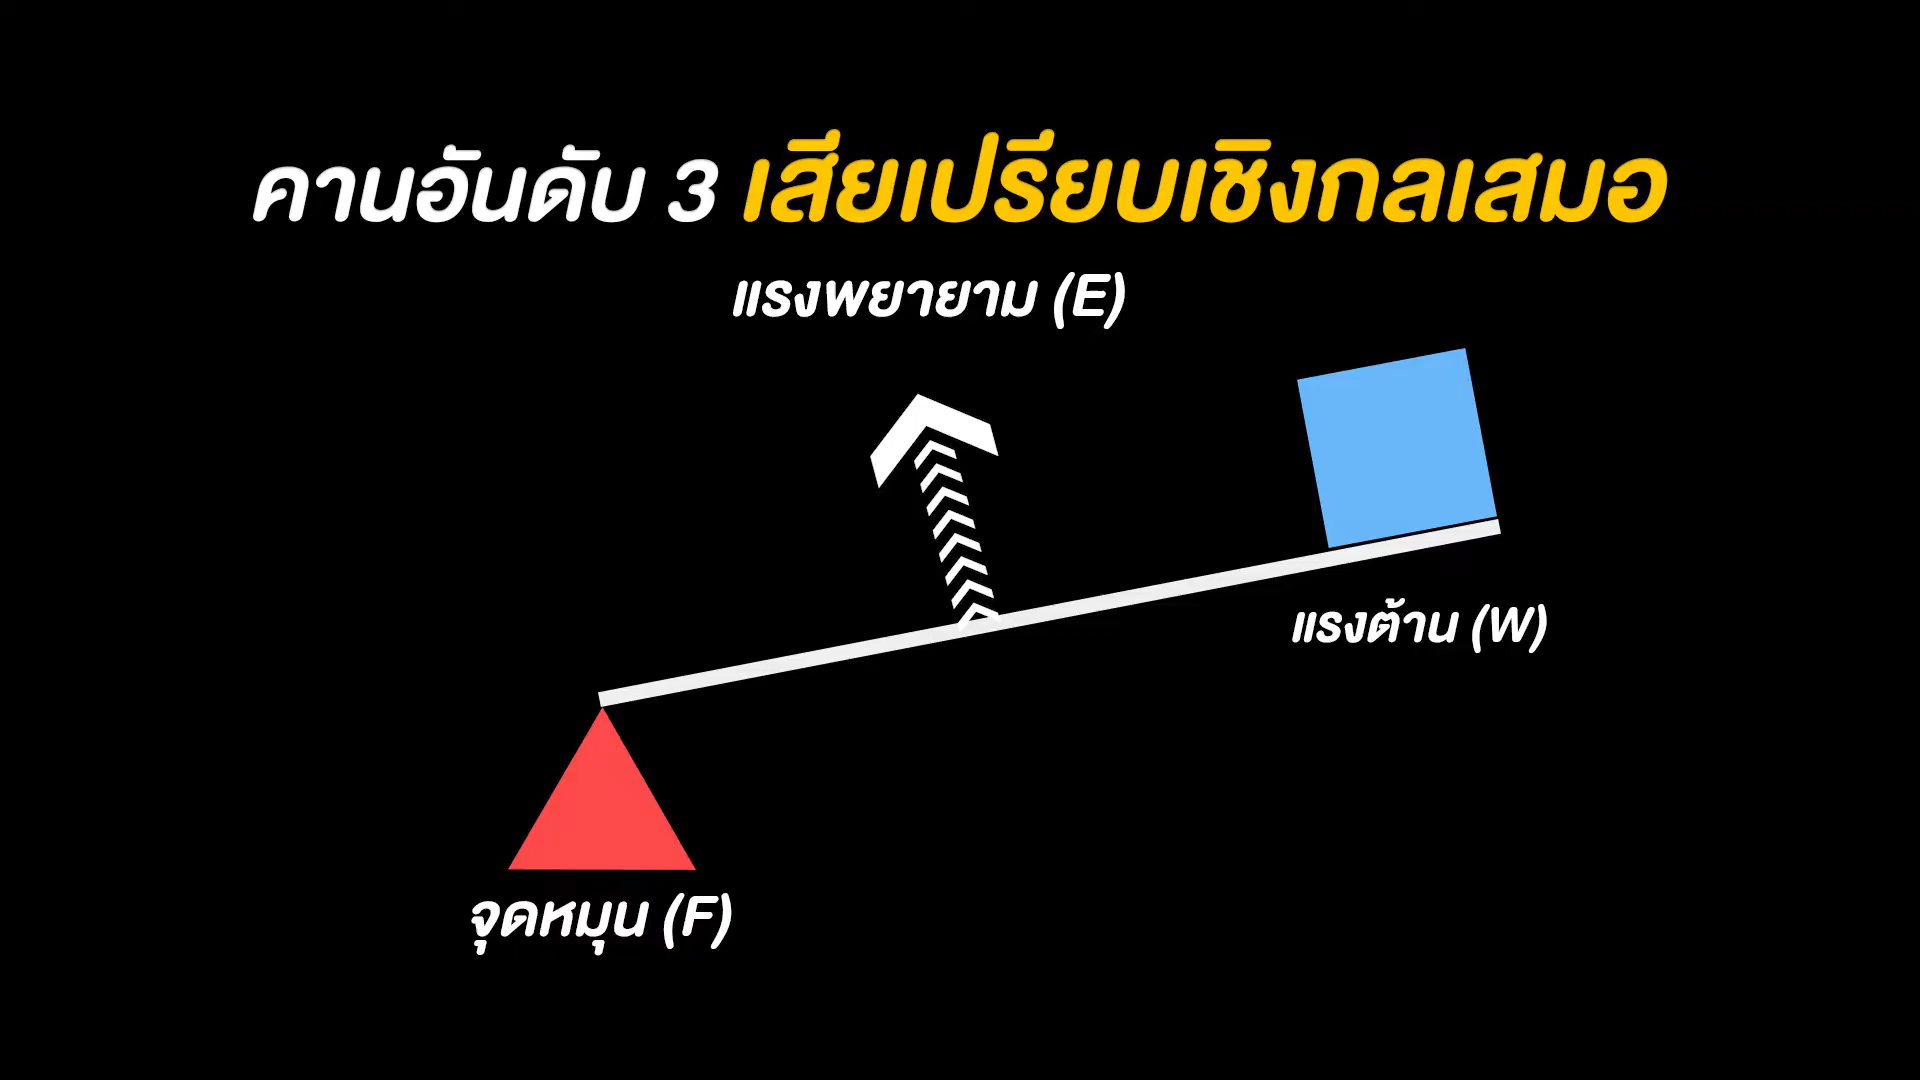 คานอันดับ 3 เสียเปรียบเชิงกลเสมอ
แรงพยายาม (E)
แรงต้าน (W)
จุดหมุน (F)